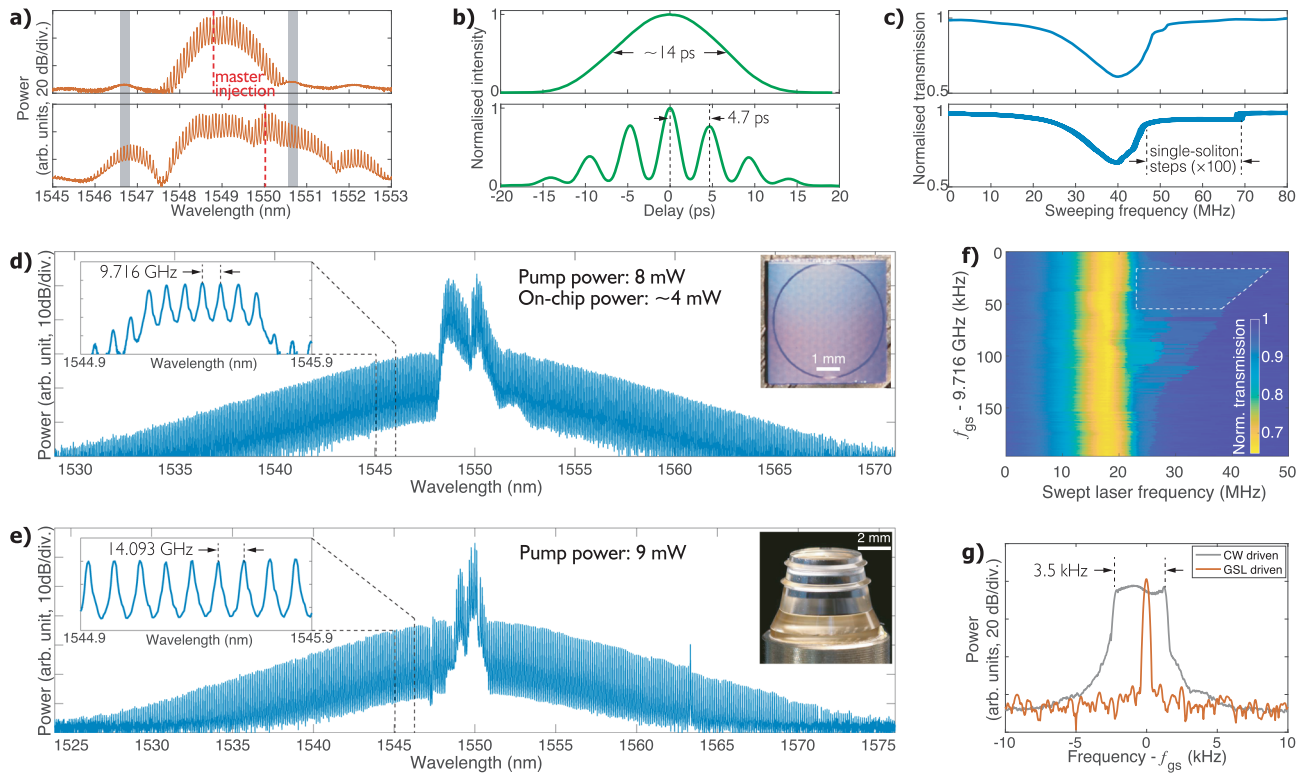 a)
Power
(arb. units, 20 dB/div.)
master
injection
1545 1546 1547 1548 1549 1550 1551 1552 1553
Wavelength (nm)
b)
Normalised intensity
1
0
~14 ps
1
0
4.7 ps
-20 -15 -10 -5 0 5 10 15 20
Delay (ps)
c)
Normalised transmission
1
0.5
1
0.5
single-soliton
steps (×100)
0 10 20 30 40 50 60 70 80
Sweeping frequency (MHz)
d)
Power (arb. unit, 10dB/div.)
9.716 GHz
1544.9 1545.9
Wavelength (nm)
Pump power: 8 mW
On-chip power: ~4 mW
1 mm
1530 1535 1540 1545 1550 1555 1560 1565 1570
Wavelength (nm)
e)
Power (arb. unit, 10dB/div.)
14.093 GHz
1544.9 1545.9
Wavelength (nm)
Pump power: 9 mW
2 mm
1525 1530 1535 1540 1545 1550 1555 1560 1565 1570 1575
Wavelength (nm)
f)
f_gs - 9.716 GHz (kHz)
0
50
100
150
Norm. transmission
1
0.9
0.8
0.7
0 10 20 30 40 50
Swept laser frequency (MHz)
g)
Power
(arb. units, 20 dB/div.)
3.5 kHz
CW driven
GSL driven
-10 -5 0 5 10
Frequency - f_gs (kHz)